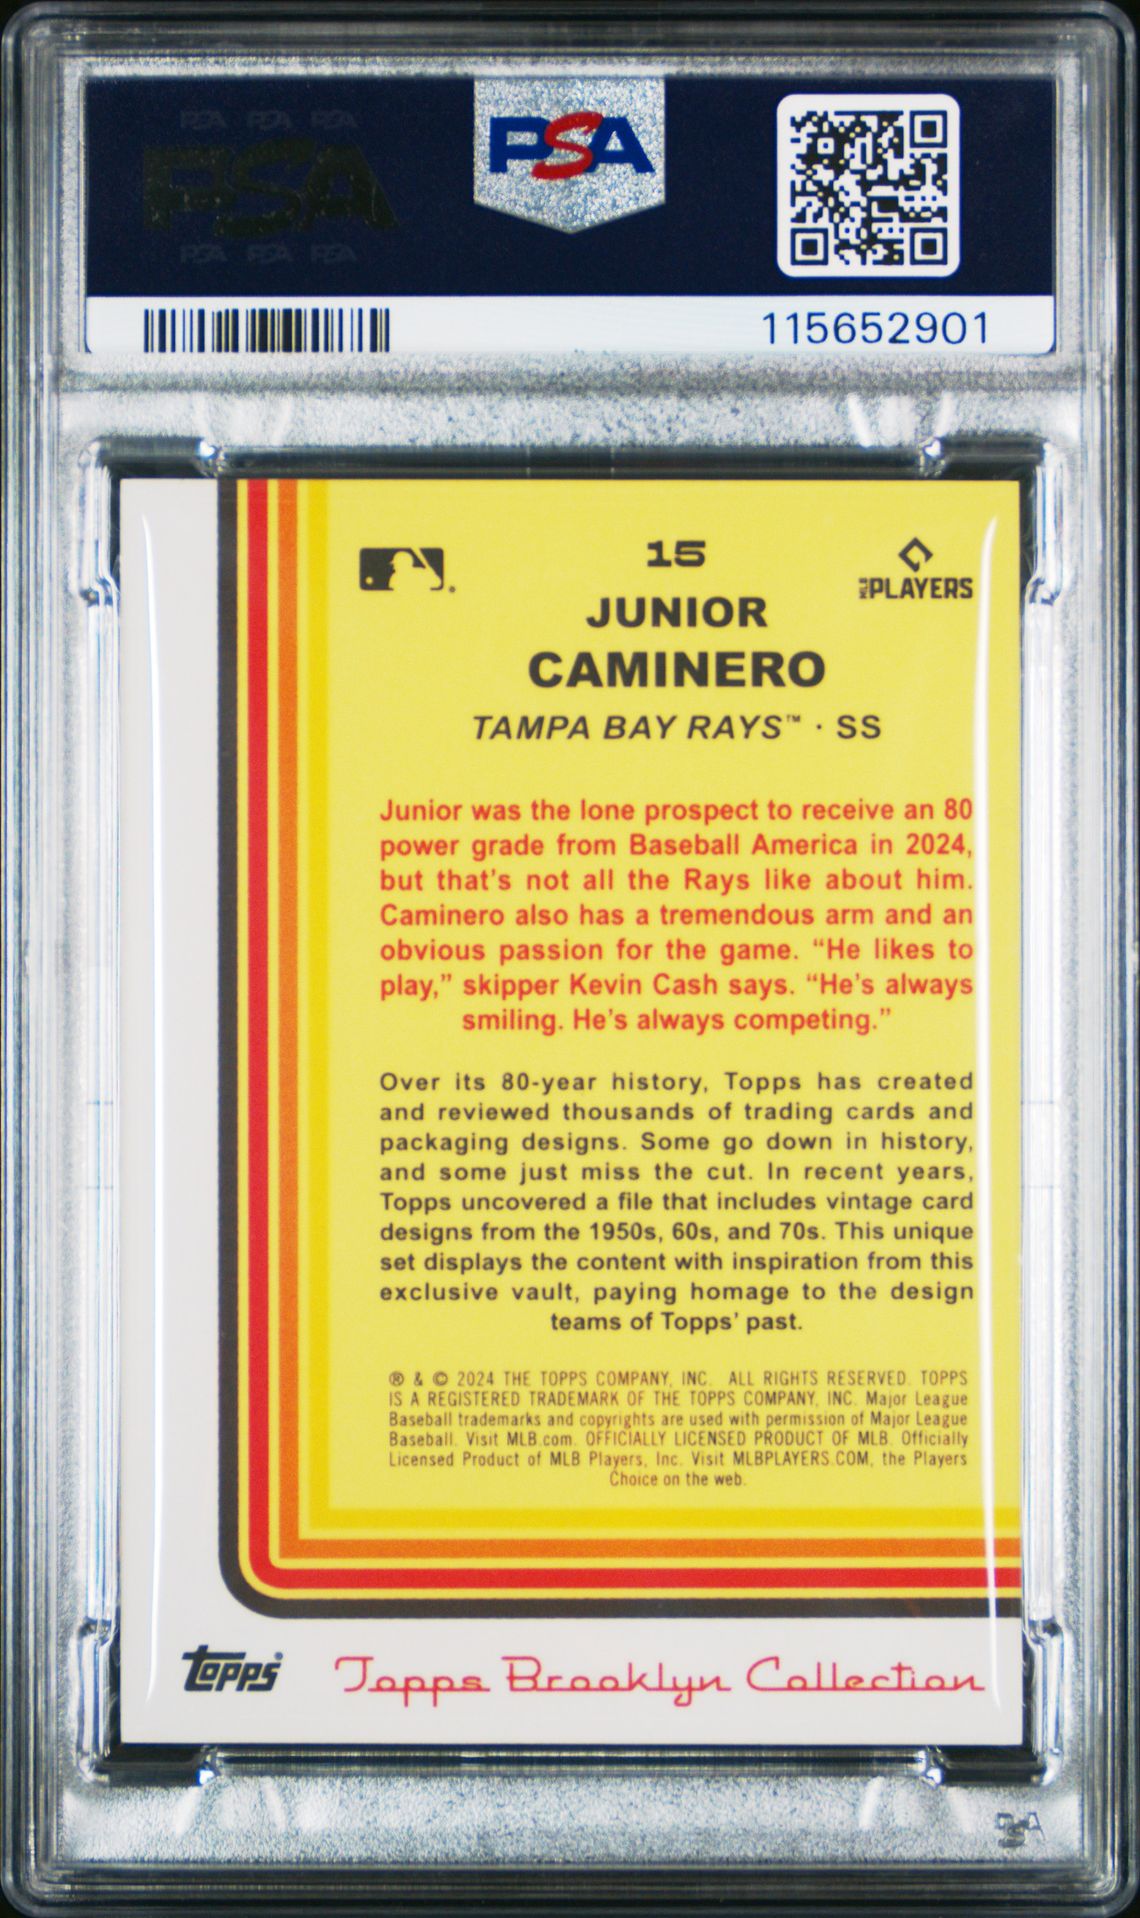 PSA PSA PSA
PSA
PSA PSA PSA
PSA
115652901
15
MLB PLAYERS
JUNIOR
CAMINERO
TAMPA BAY RAYS™ · SS
Junior was the lone prospect to receive an 80
power grade from Baseball America in 2024,
but that's not all the Rays like about him.
Caminero also has a tremendous arm and an
obvious passion for the game. “He likes to
play,” skipper Kevin Cash says. “He's always
smiling. He's always competing.”
Over its 80-year history, Topps has created
and reviewed thousands of trading cards and
packaging designs. Some go down in history,
and some just miss the cut. In recent years,
Topps uncovered a file that includes vintage card
designs from the 1950s, 60s, and 70s. This unique
set displays the content with inspiration from this
exclusive vault, paying homage to the design
teams of Topps' past.
® & © 2024 THE TOPPS COMPANY, INC. ALL RIGHTS RESERVED. TOPPS
IS A REGISTERED TRADEMARK OF THE TOPPS COMPANY, INC. Major League
Baseball trademarks and copyrights are used with permission of Major League
Baseball. Visit MLB.com. OFFICIALLY LICENSED PRODUCT OF MLB. Officially
Licensed Product of MLB Players, Inc. Visit MLBPLAYERS.COM, the Players
Choice on the web.
topps®
Topps Brooklyn Collection
PSA